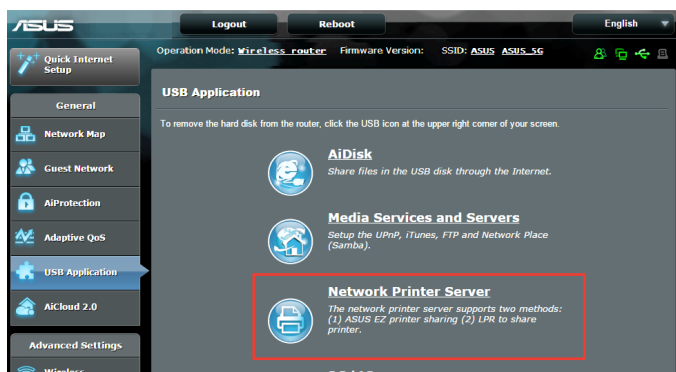 ASUS
Logout
Reboot
English
Quick Internet
Setup
Operation Mode: Wireless router Firmware Version: SSID: ASUS ASUS_5G
General
Network Map
Guest Network
AiProtection
Adaptive QoS
USB Application
AiCloud 2.0
Advanced Settings
Wireless
USB Application
To remove the hard disk from the router, click the USB icon at the upper right corner of your screen.
AiDisk
Share files in the USB disk through the Internet.
Media Services and Servers
Setup the UPnP, iTunes, FTP and Network Place
(Samba).
Network Printer Server
The network printer server supports two methods:
(1) ASUS EZ printer sharing (2) LPR to share
printer.